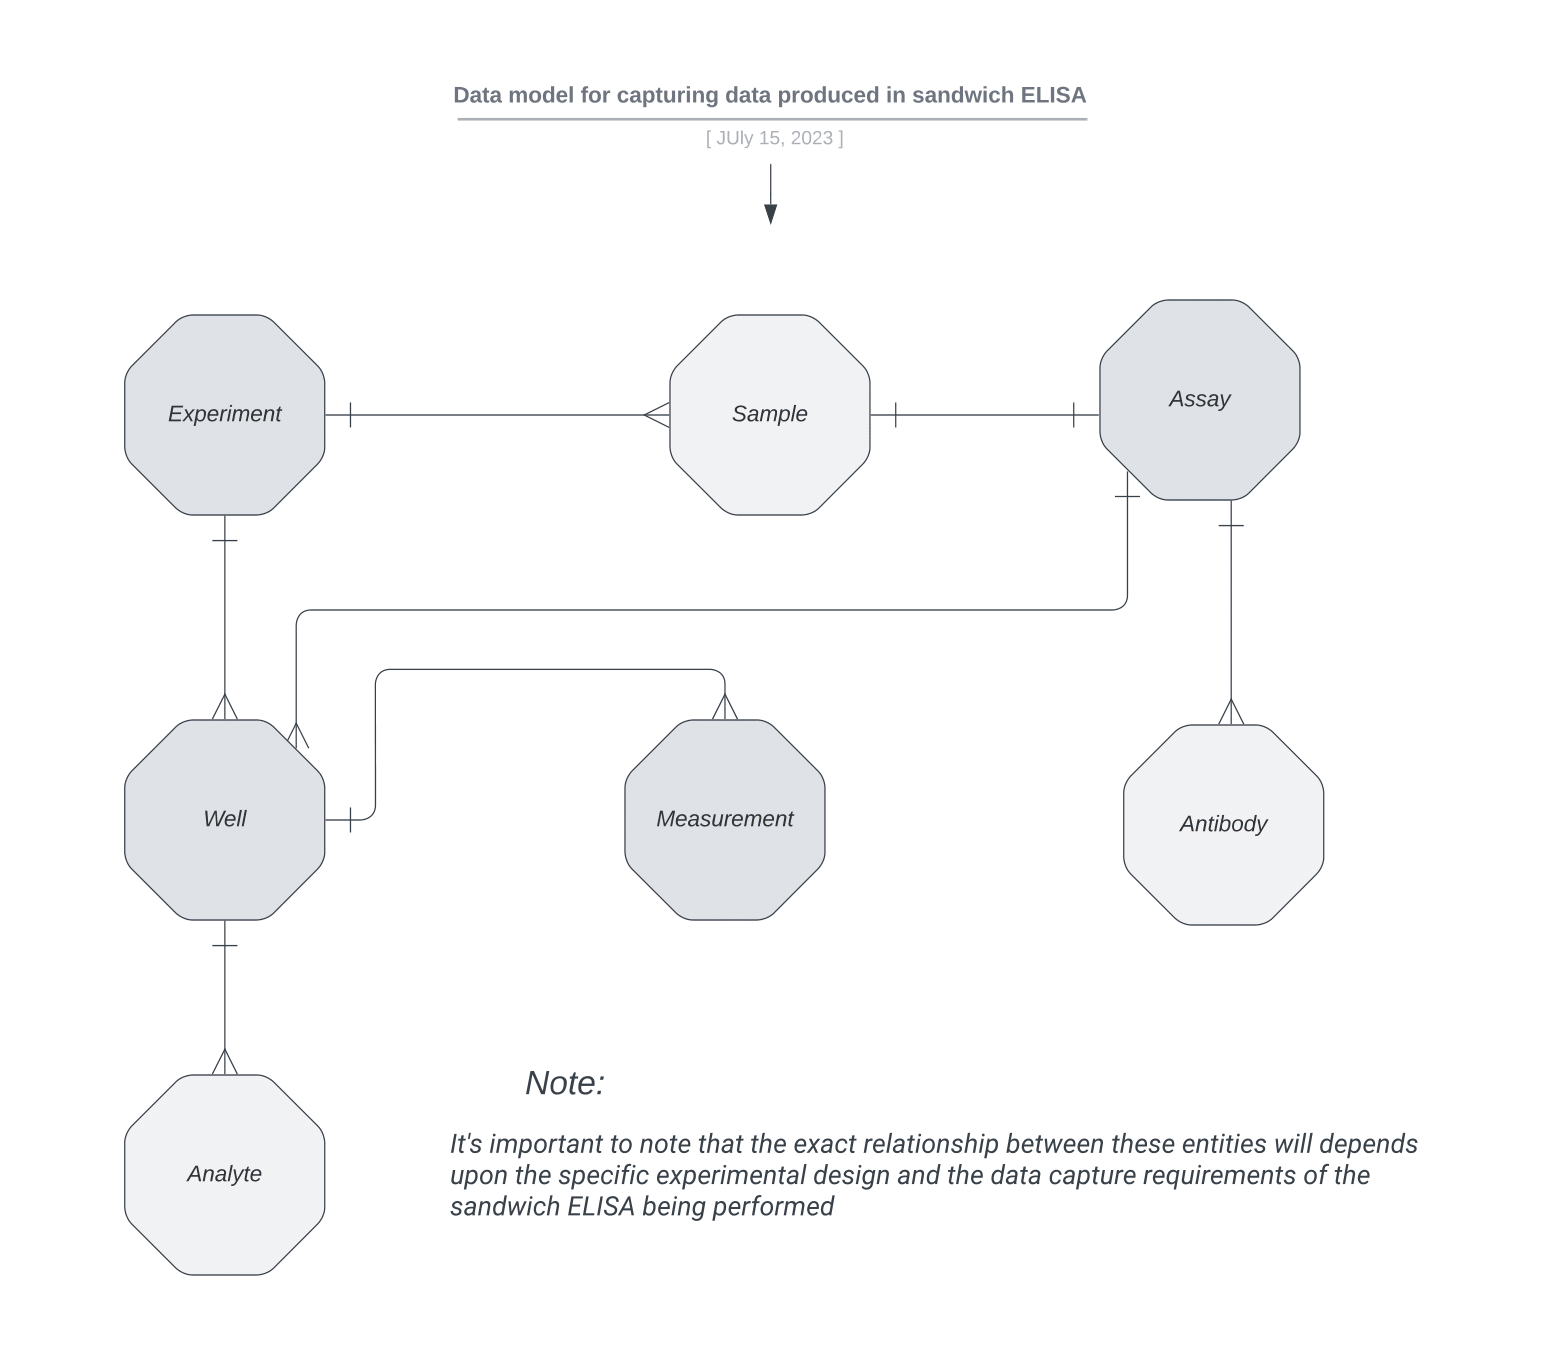 Data model for capturing data produced in sandwich ELISA
[ JUly 15, 2023 ]
Experiment
Sample
Assay
Well
Measurement
Antibody
Analyte
Note:
It's important to note that the exact relationship between these entities will depends
upon the specific experimental design and the data capture requirements of the
sandwich ELISA being performed